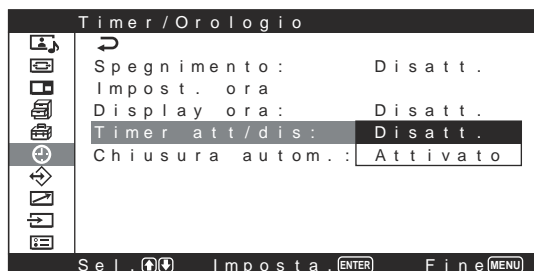 Timer/Orologio
Spegnimento: Disatt.
Impost. ora
Display ora: Disatt.
Timer att/dis: Disatt.
Chiusura autom.: Attivato
Sel. Imposta. ENTER Fine MENU